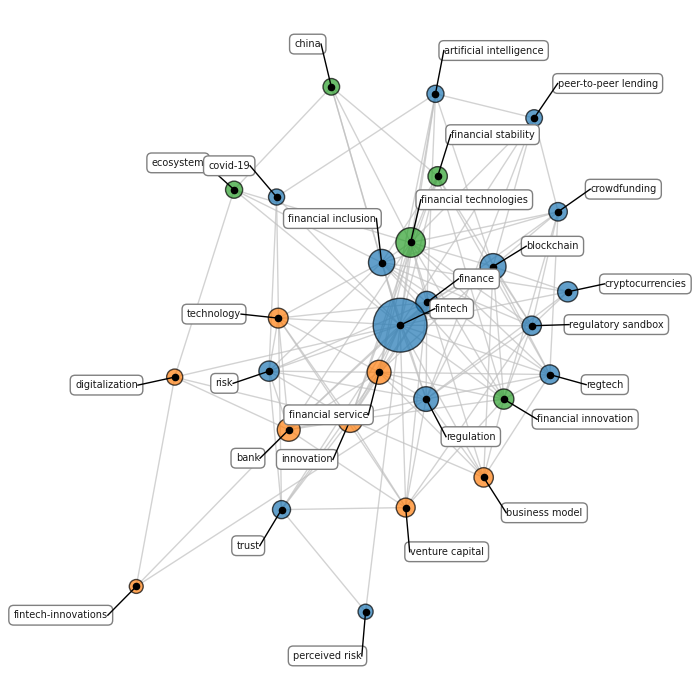 china
artificial intelligence
peer-to-peer lending
financial stability
ecosystem
covid-19
crowdfunding
financial technologies
financial inclusion
blockchain
finance
cryptocurrencies
fintech
technology
regulatory sandbox
digitalization
risk
regtech
financial service
financial innovation
regulation
bank
innovation
business model
trust
venture capital
fintech-innovations
perceived risk